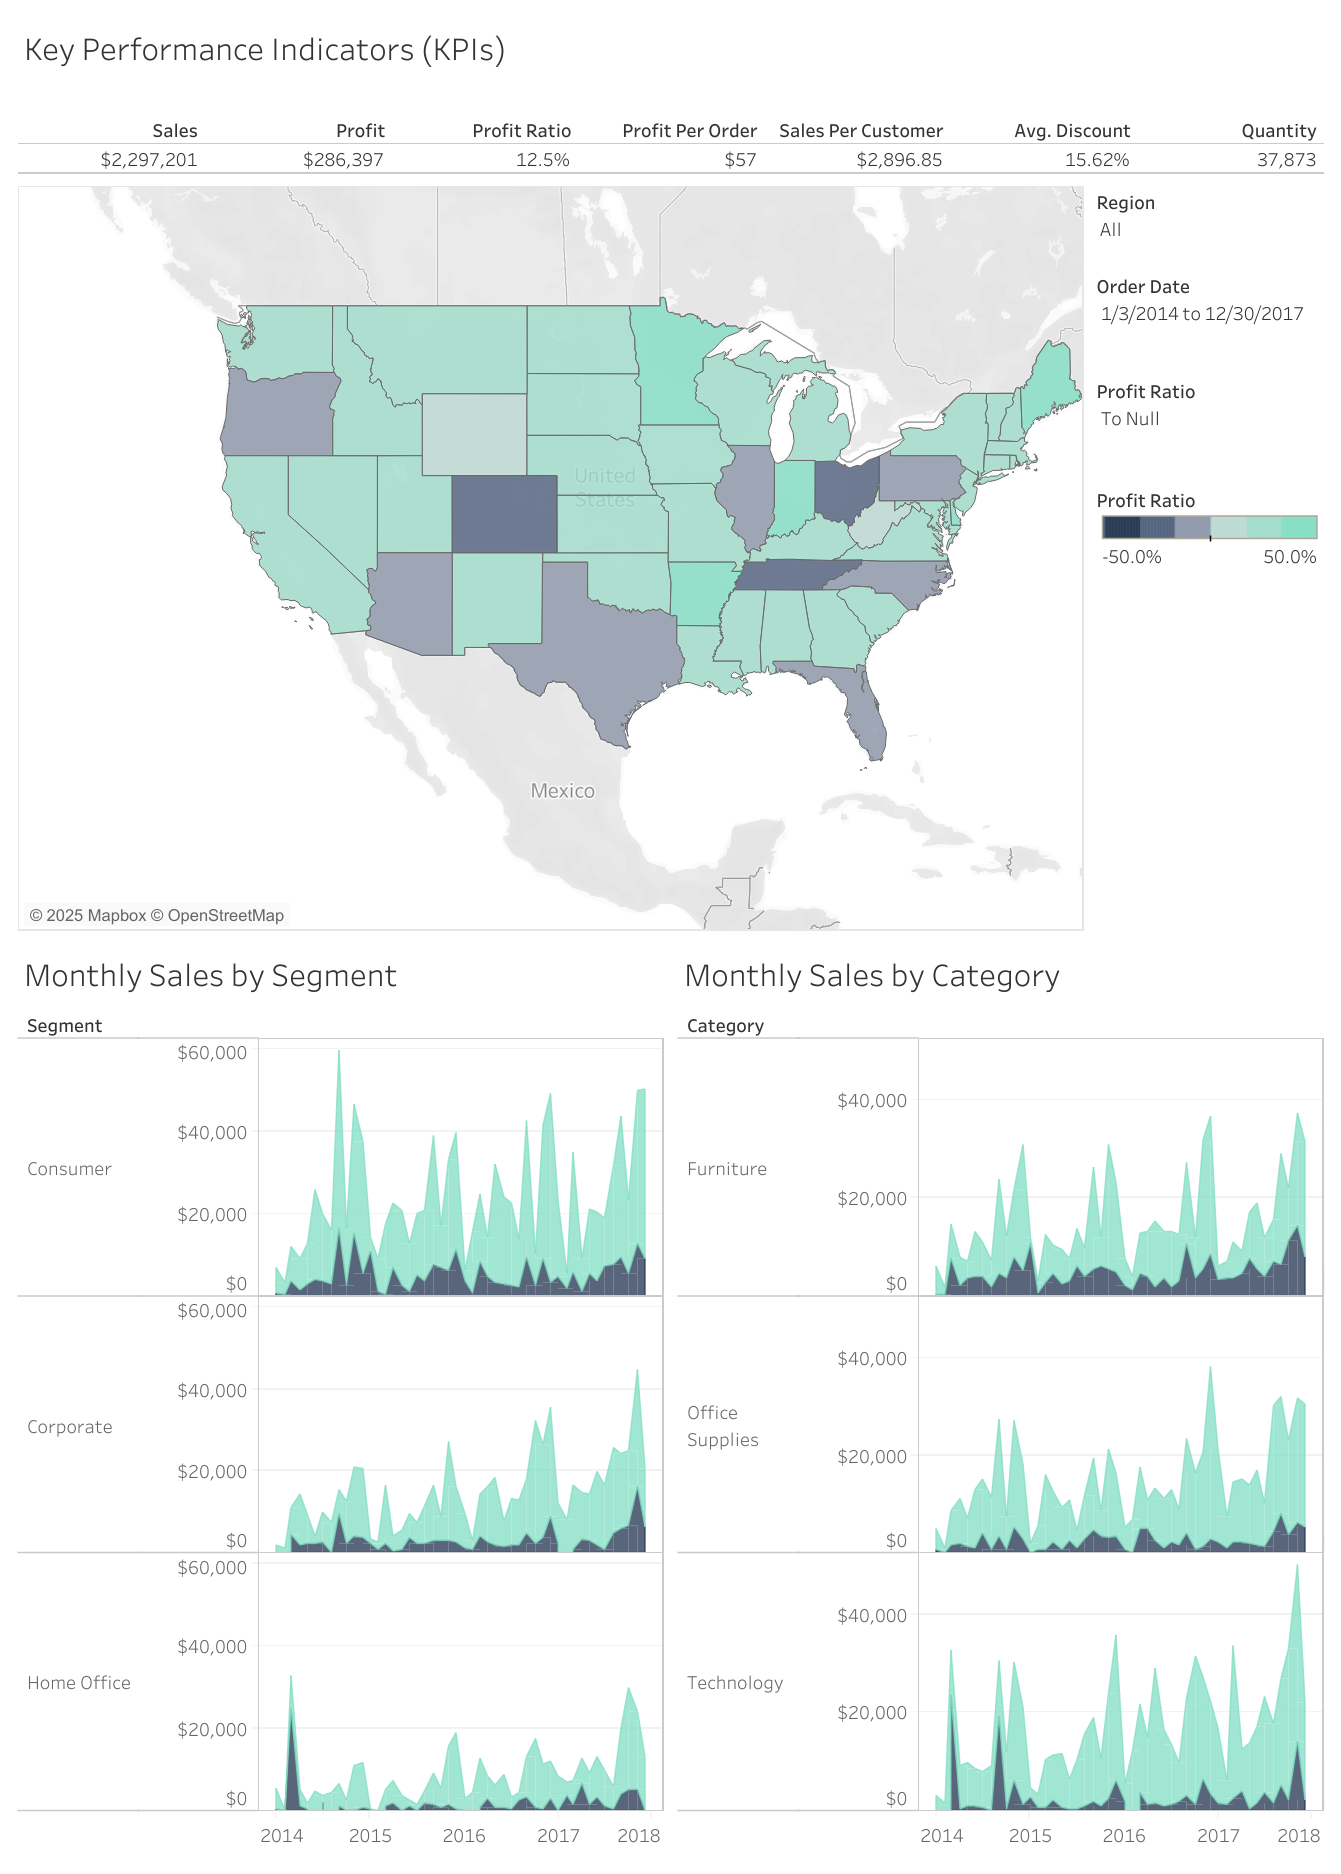 Key Performance Indicators (KPIs)
Sales Profit Profit Ratio Profit Per Order Sales Per Customer Avg. Discount Quantity
$2,297,201 $286,397 12.5% $57 $2,896.85 15.62% 37,873
Region
All
Order Date
1/3/2014 to 12/30/2017
Profit Ratio
To Null
Profit Ratio
-50.0% 50.0%
United
States
Mexico
© 2025 Mapbox © OpenStreetMap
Monthly Sales by Segment
Segment
$60,000
$40,000
Consumer
$20,000
$0
$60,000
$40,000
Corporate
$20,000
$0
$60,000
$40,000
Home Office
$20,000
$0
2014 2015 2016 2017 2018
Monthly Sales by Category
Category
$40,000
Furniture
$20,000
$0
$40,000
Office
Supplies
$20,000
$0
$40,000
Technology
$20,000
$0
2014 2015 2016 2017 2018